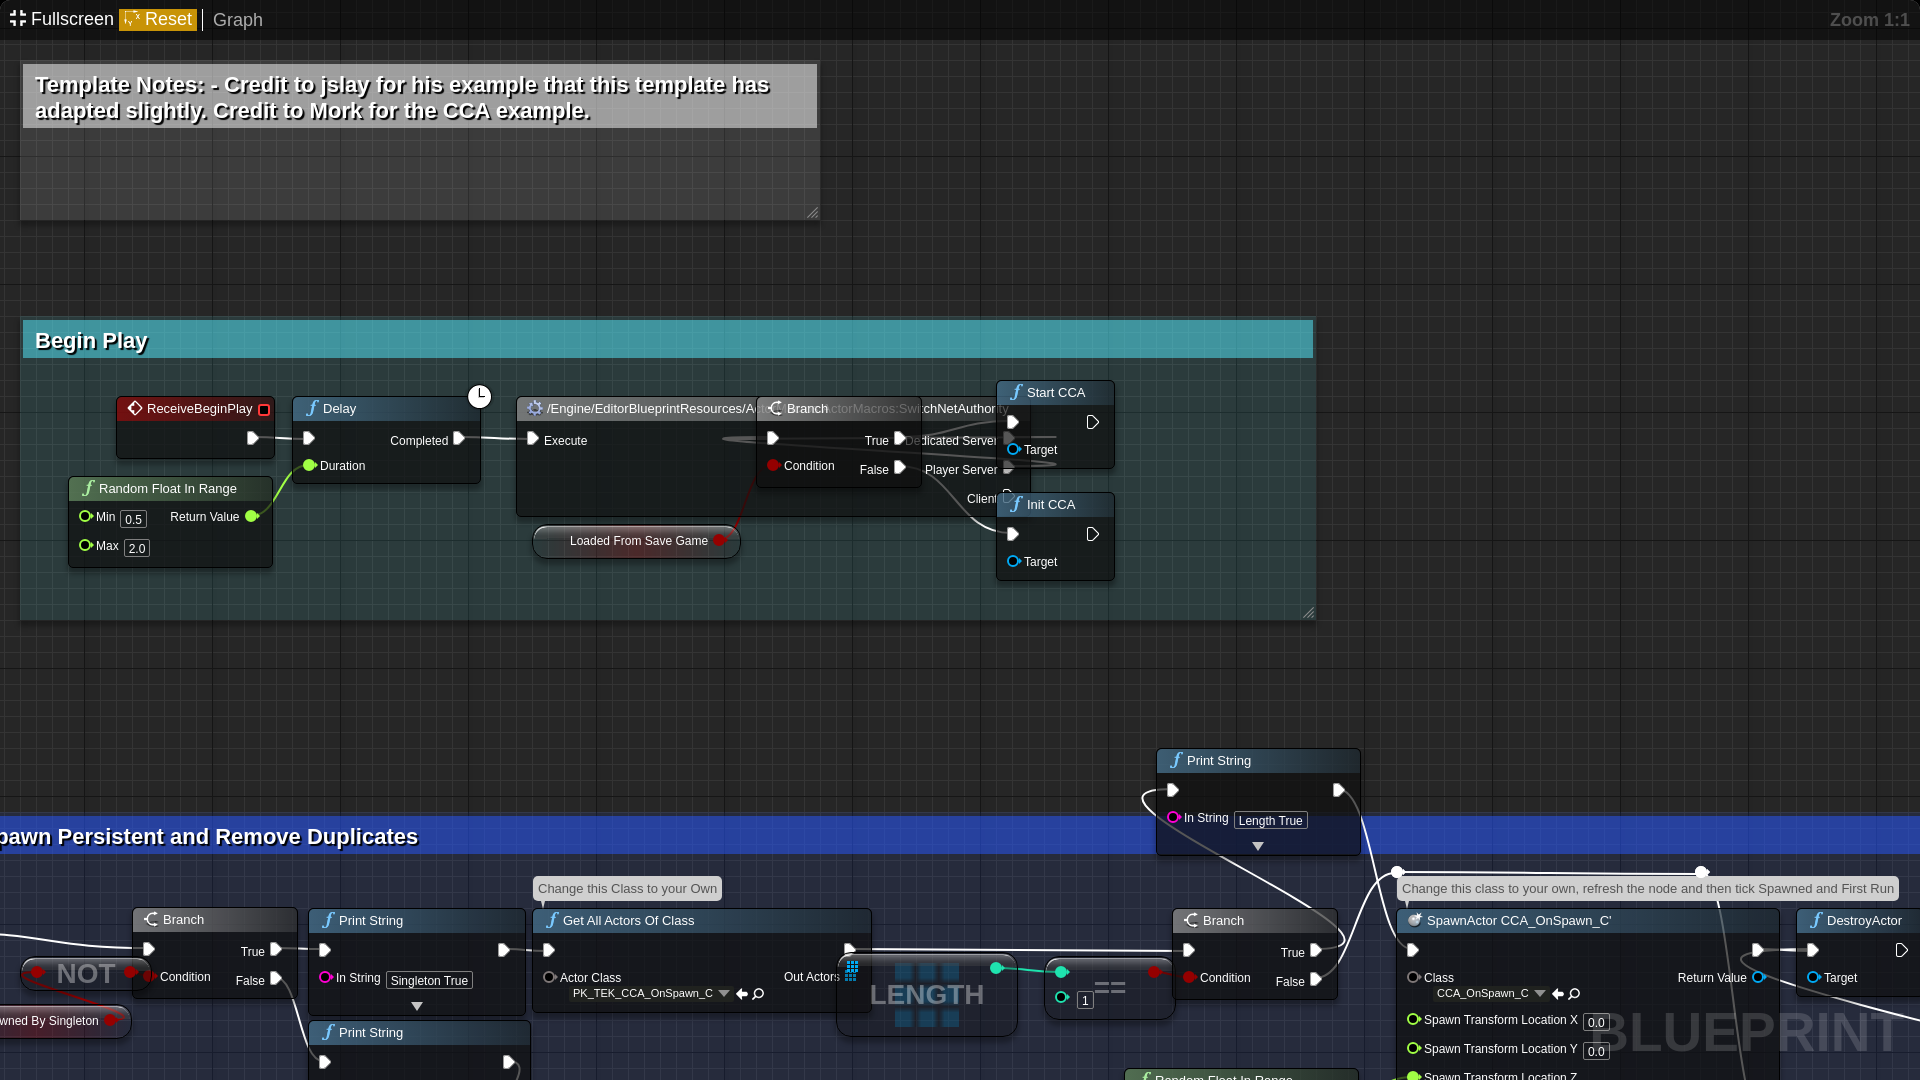 Fullscreen Reset Graph Zoom 1:1
Template Notes: - Credit to jslay for his example that this template has
adapted slightly. Credit to Mork for the CCA example.
Begin Play
ReceiveBeginPlay
Delay
Completed
Duration
Random Float In Range
Min 0.5 Return Value
Max 2.0
/Engine/EditorBlueprintResources/
Execute
Dedicated Server
Player Server
Client
Branch
True
Condition False
Loaded From Save Game
Start CCA
Target
Init CCA
Target
Print String
In String Length True
pawn Persistent and Remove Duplicates
Change this Class to your Own
Change this class to your own, refresh the node and then tick Spawned and First Run
NOT
wned By Singleton
Branch
True
Condition
False
Print String
In String Singleton True
Print String
Get All Actors Of Class
Actor Class Out Actors
PK_TEK_CCA_OnSpawn_C
LENGTH
==
1
Branch
True
Condition
False
SpawnActor CCA_OnSpawn_C'
Class Return Value
CCA_OnSpawn_C
Spawn Transform Location X 0.0
Spawn Transform Location Y 0.0
Spawn Transform Location Z
DestroyActor
Target
Random Float In Range
BLUEPRINT